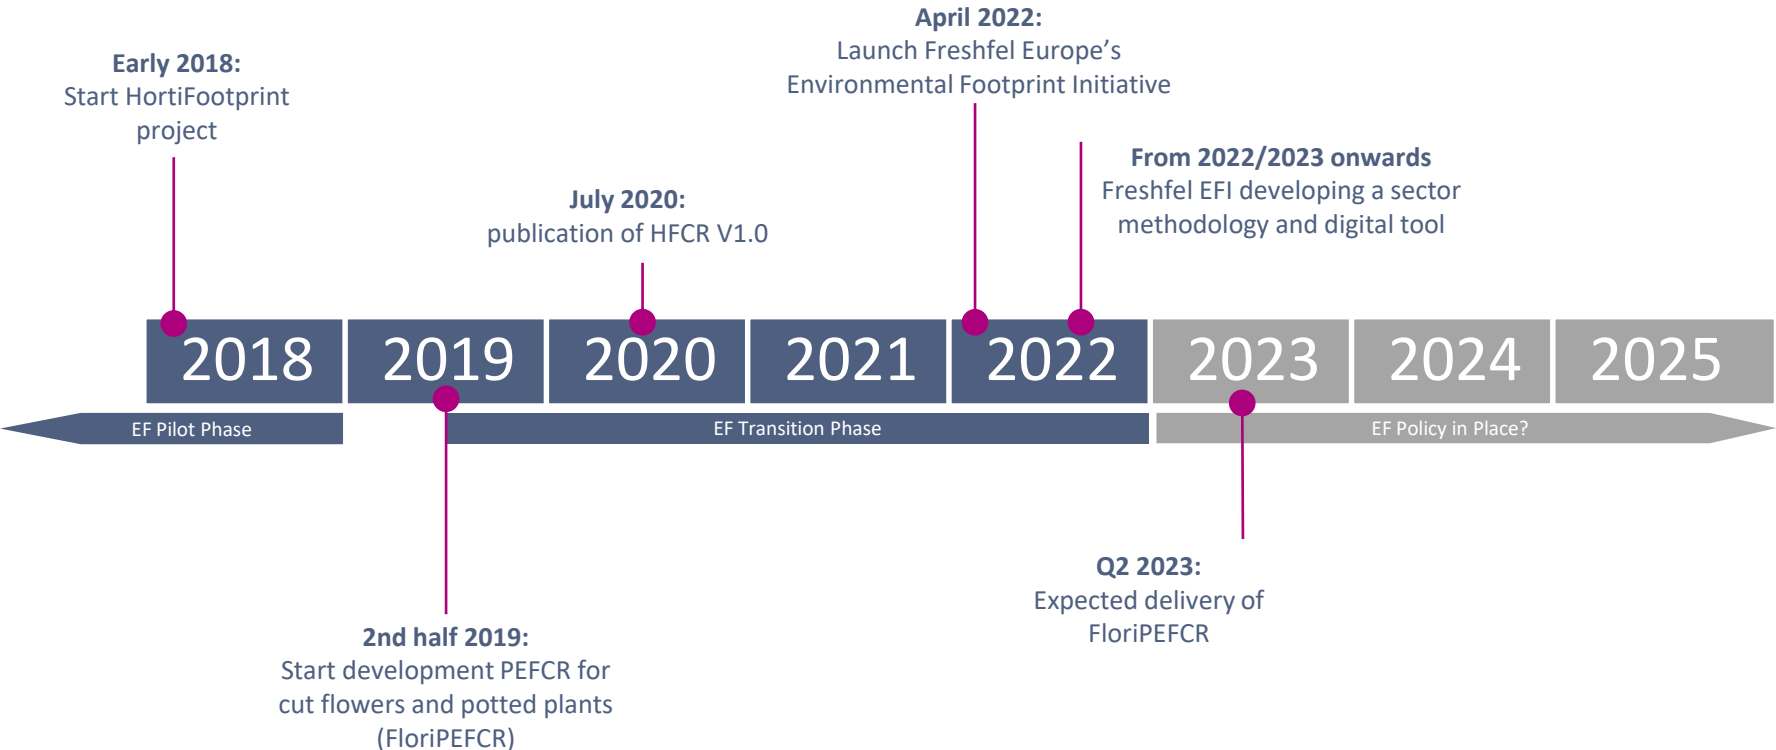 April 2022:
Launch Freshfel Europe's
Environmental Footprint Initiative
Early 2018:
Start HortiFootprint
project
From 2022/2023 onwards
Freshfel EFI developing a sector
methodology and digital tool
July 2020:
publication of HFCR V1.0
2018
2019
2020
2021
2022
2023
2024
2025
EF Pilot Phase
EF Transition Phase
EF Policy in Place?
Q2 2023:
Expected delivery of
FloriPEFCR
2nd half 2019:
Start development PEFCR for
cut flowers and potted plants
(FloriPEFCR)